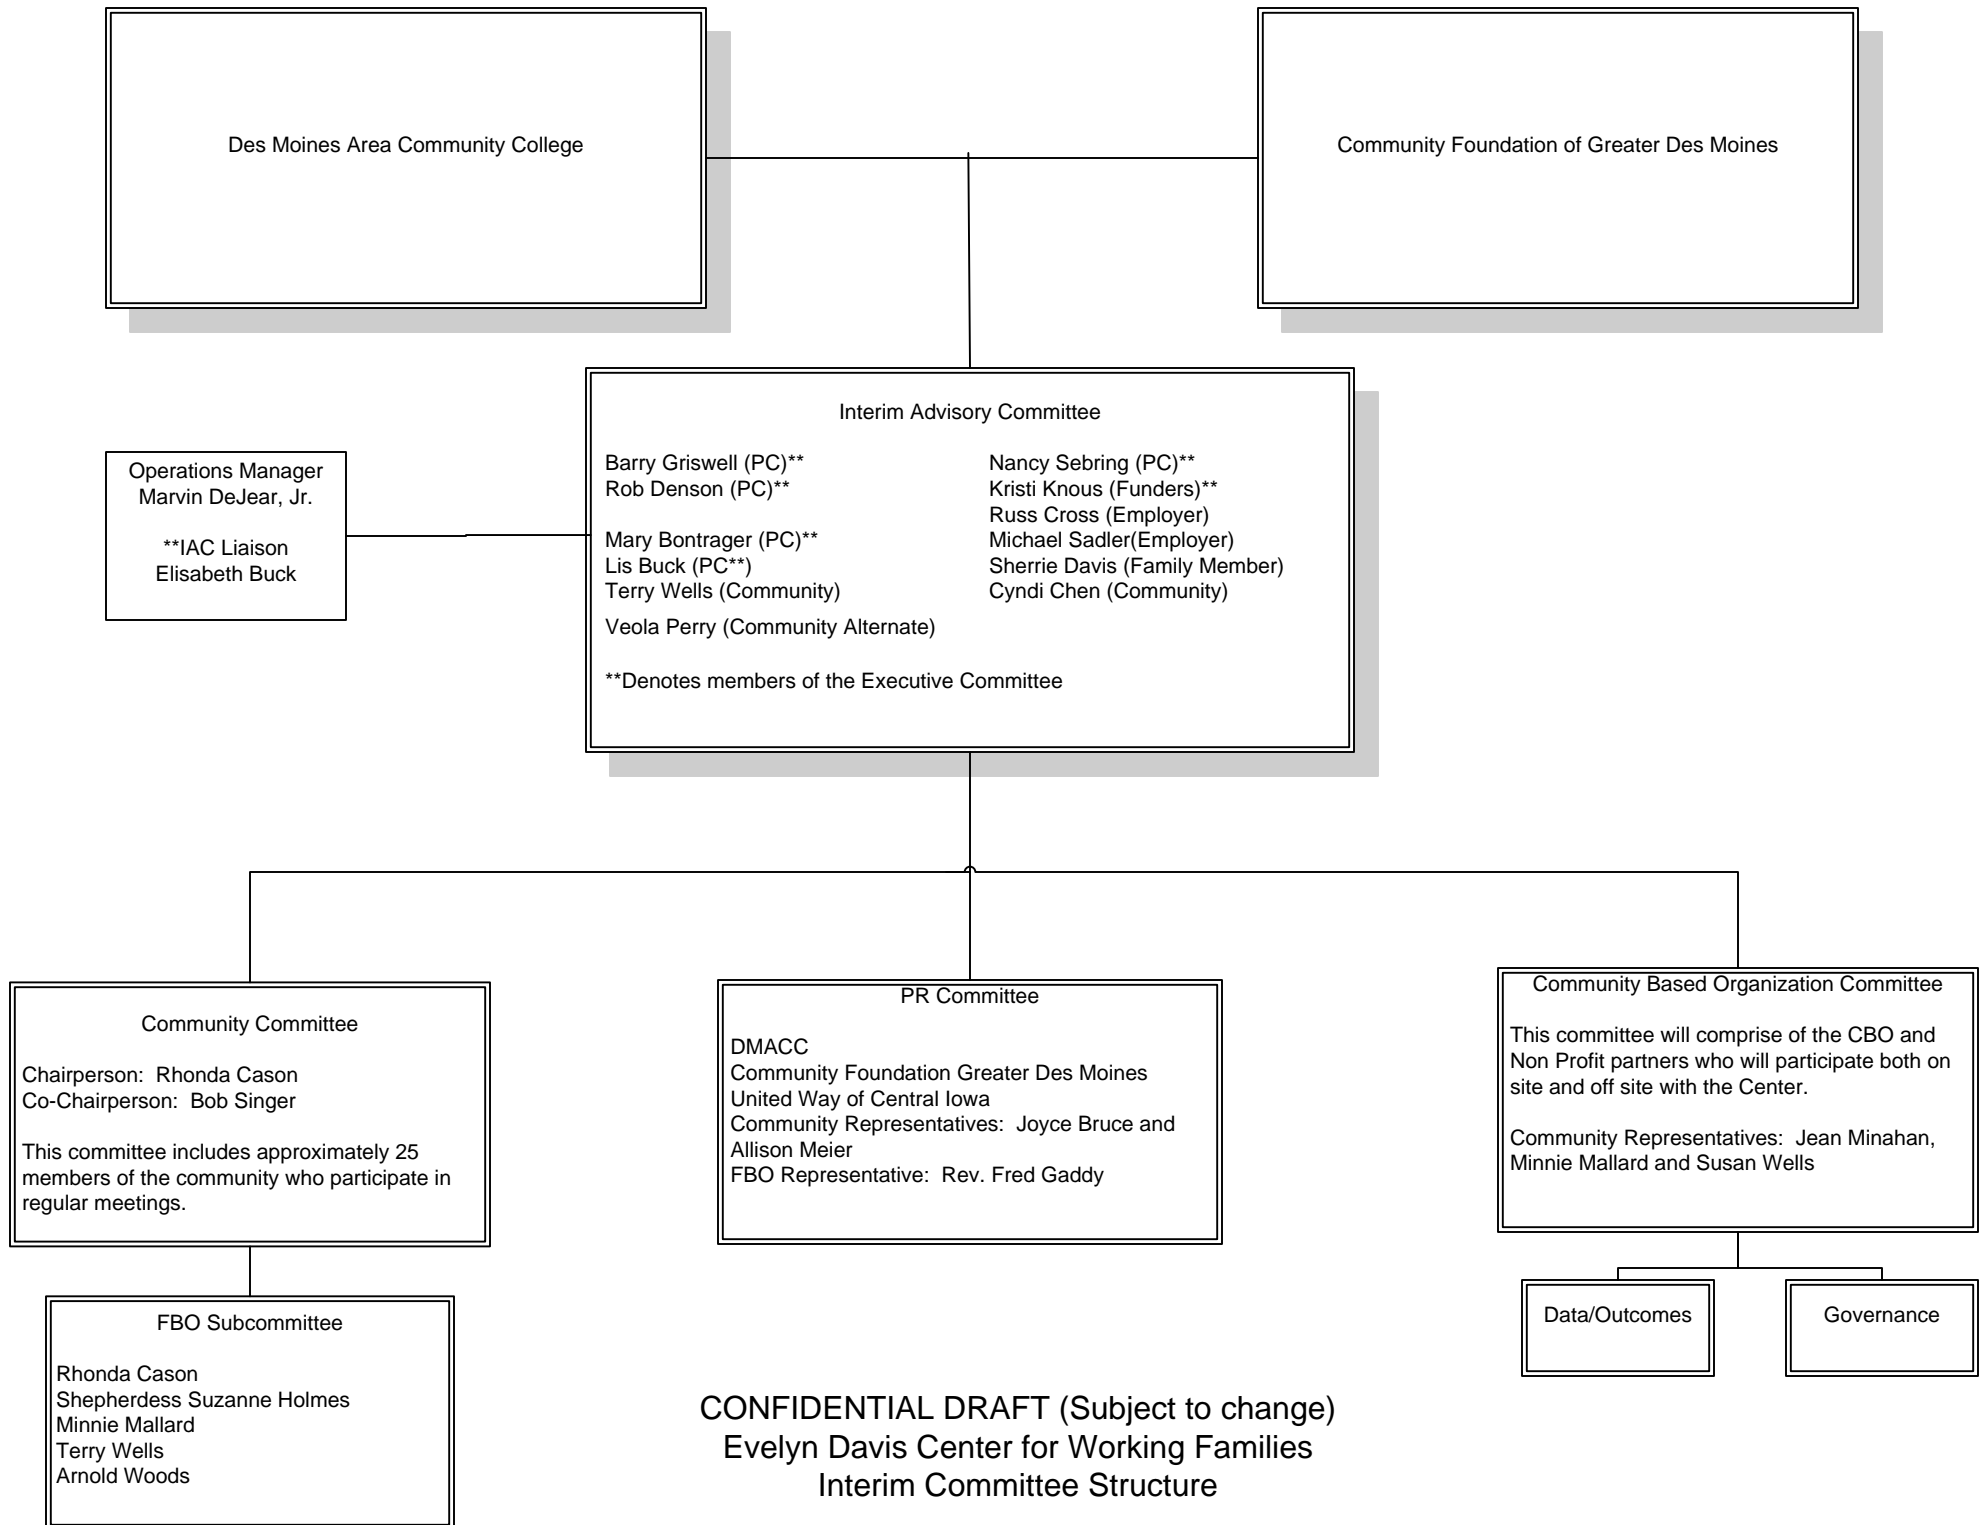 Des Moines Area Community College
Community Foundation of Greater Des Moines
Interim Advisory Committee
Barry Griswell (PC)**
Rob Denson (PC)**
Mary Bontrager (PC)**
Lis Buck (PC**)
Terry Wells (Community)
Veola Perry (Community Alternate)
Nancy Sebring (PC)**
Kristi Knous (Funders)**
Russ Cross (Employer)
Michael Sadler(Employer)
Sherrie Davis (Family Member)
Cyndi Chen (Community)
**Denotes members of the Executive Committee
Operations Manager
Marvin DeJear, Jr.
**IAC Liaison
Elisabeth Buck
Community Committee
Chairperson:  Rhonda Cason
Co-Chairperson:  Bob Singer
This committee includes approximately 25
members of the community who participate in
regular meetings.
PR Committee
DMACC
Community Foundation Greater Des Moines
United Way of Central Iowa
Community Representatives:  Joyce Bruce and
Allison Meier
FBO Representative:  Rev. Fred Gaddy
Community Based Organization Committee
This committee will comprise of the CBO and
Non Profit partners who will participate both on
site and off site with the Center.
Community Representatives:  Jean Minahan,
Minnie Mallard and Susan Wells
FBO Subcommittee
Rhonda Cason
Shepherdess Suzanne Holmes
Minnie Mallard
Terry Wells
Arnold Woods
Data/Outcomes
Governance
CONFIDENTIAL DRAFT (Subject to change)
Evelyn Davis Center for Working Families
Interim Committee Structure